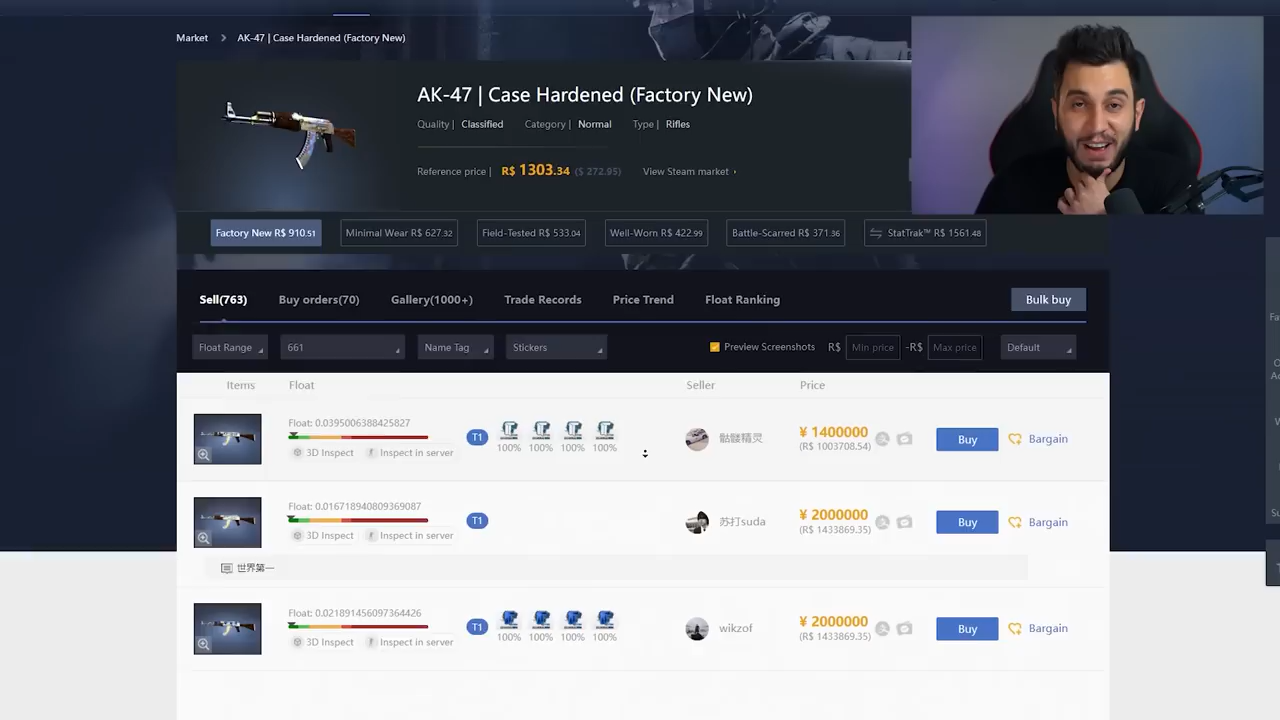 Market > AK-47 | Case Hardened (Factory New)
AK-47 | Case Hardened (Factory New)
Quality | Classified Category | Normal Type | Rifles
Reference price | R$ 1303.34 ($ 272.95) View Steam market
Factory New R$ 910.51 Minimal Wear R$ 627.32 Field-Tested R$ 533.04 Well-Worn R$ 422.99 Battle-Scarred R$ 371.36 StatTrak™ R$ 1561.48
Sell(763) Buy orders(70) Gallery(1000+) Trade Records Price Trend Float Ranking Bulk buy
Float Range 661 Name Tag Stickers Preview Screenshots R$ Min price -R$ Max price Default
Items Float Seller Price
Float: 0.0395006388425827
3D Inspect Inspect in server
T1
100% 100% 100% 100%
骷髅精灵
¥ 1400000
(R$ 1003708.54)
Buy Bargain
Float: 0.016718940809369087
3D Inspect Inspect in server
T1
苏打suda
¥ 2000000
(R$ 1433869.35)
Buy Bargain
世界第一
Float: 0.021891456097364426
3D Inspect Inspect in server
T1
100% 100% 100% 100%
wikzof
¥ 2000000
(R$ 1433869.35)
Buy Bargain